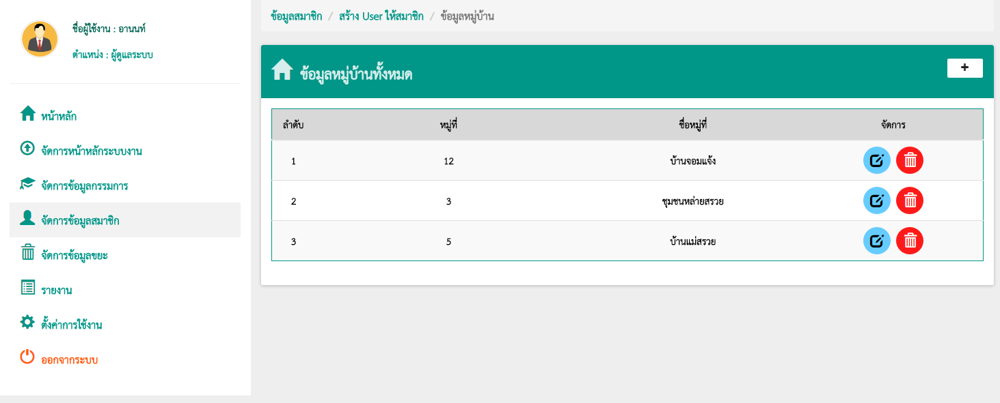 ชื่อผู้ใช้งาน : อานนท์
ตำแหน่ง : ผู้ดูแลระบบ
หน้าหลัก
จัดการหน้าหลักระบบงาน
จัดการข้อมูลกรรมการ
จัดการข้อมูลสมาชิก
จัดการข้อมูลขยะ
รายงาน
ตั้งค่าการใช้งาน
ออกจากระบบ
ข้อมูลสมาชิก / สร้าง User ให้สมาชิก / ข้อมูลหมู่บ้าน
ข้อมูลหมู่บ้านทั้งหมด +
ลำดับ หมู่ที่ ชื่อหมู่ที่ จัดการ
1 12 บ้านจอมแจ้ง
2 3 ชุมชนหล่ายสรวย
3 5 บ้านแม่สรวย